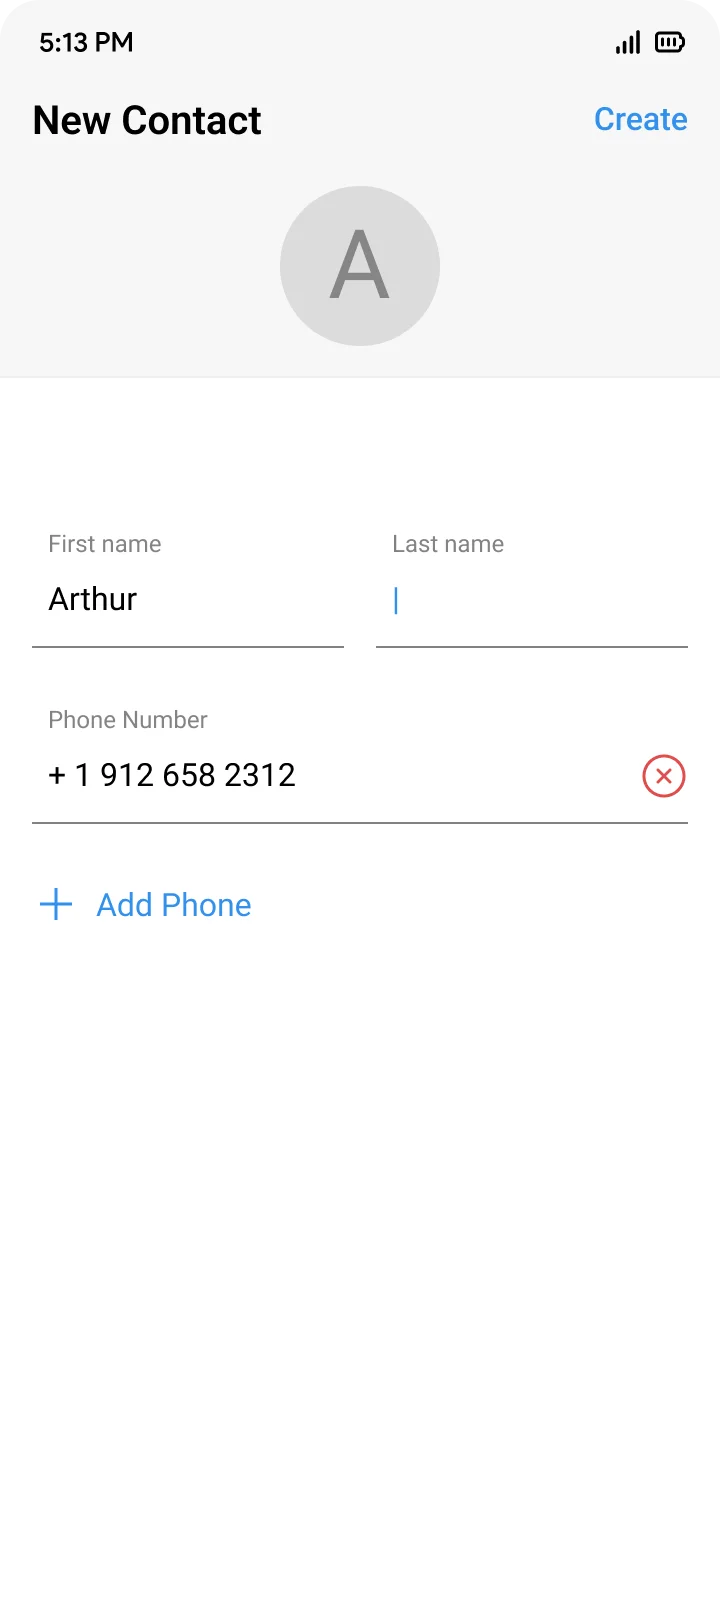 5:13 PM
New Contact
Create
A
First name
Last name
Arthur
Phone Number
+ 1 912 658 2312
Add Phone